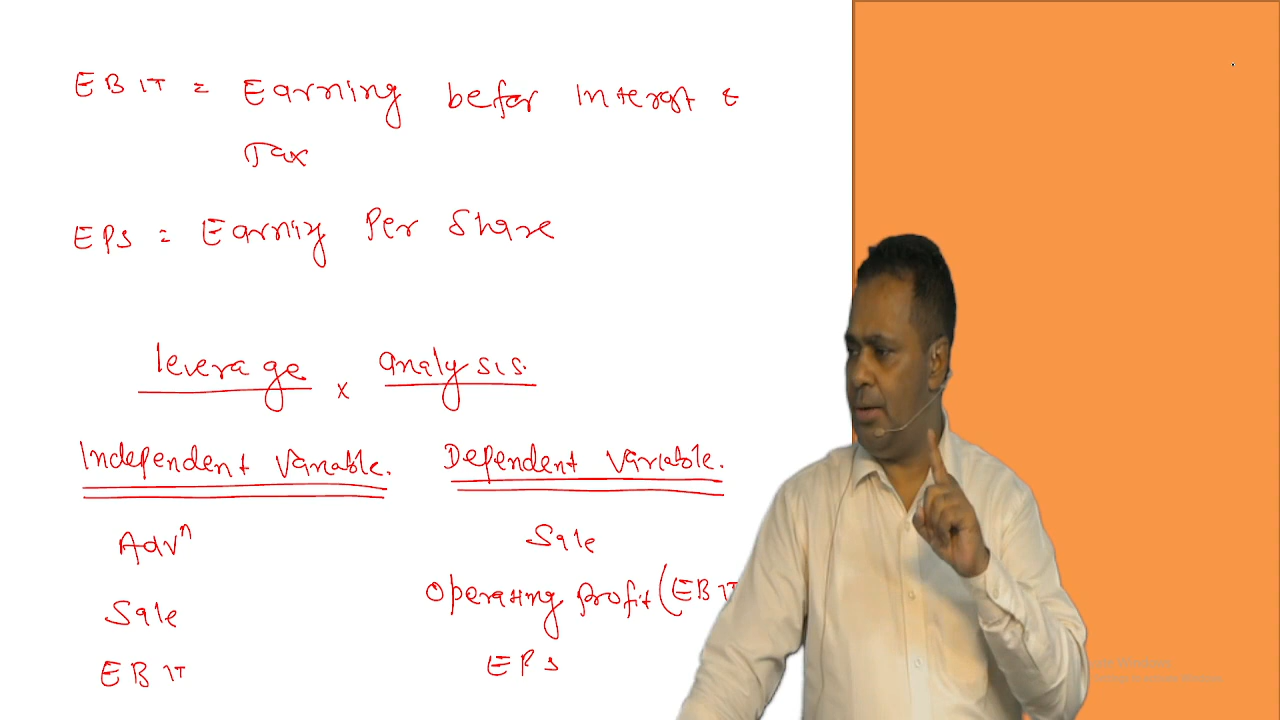 EBIT = Earning befor interest &
Tax
EPS = Earning Per Share
leverage x analysis.
Independent Variable. Dependent Variable.
Advⁿ Sale
Sale Operating Profit (EBIT
EBIT EPS